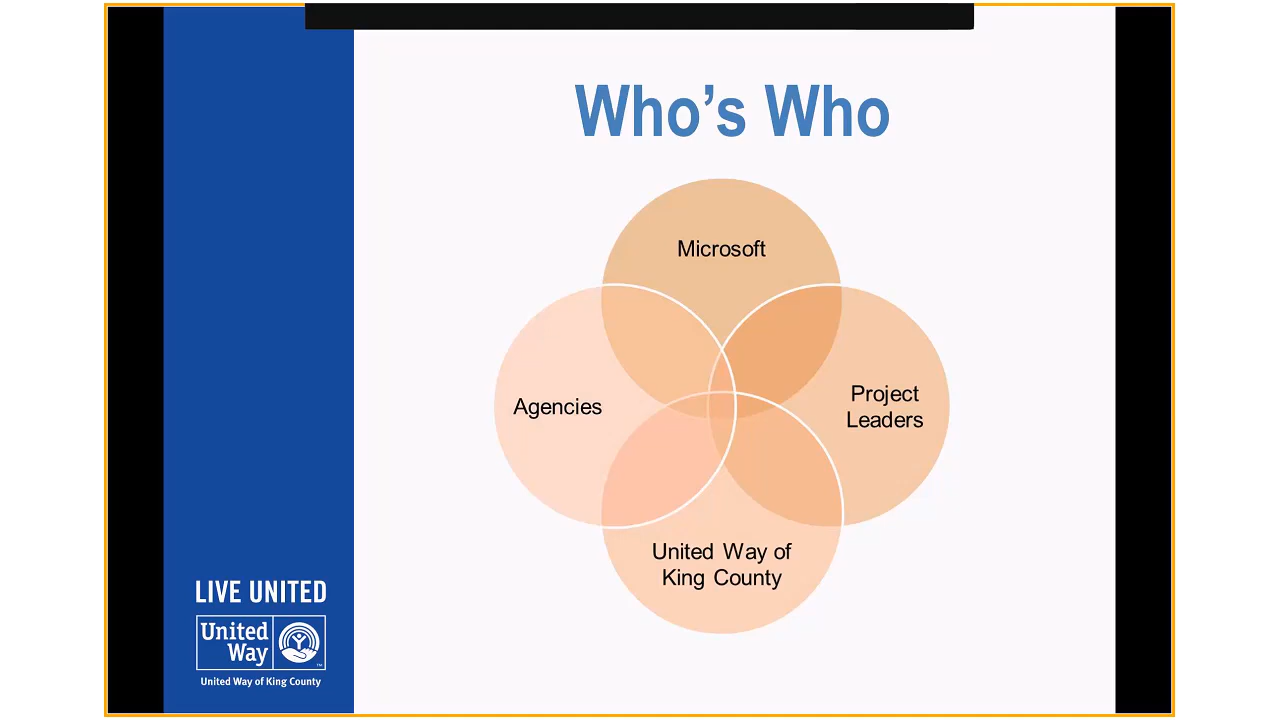 Who's Who
Microsoft
Agencies
Project
Leaders
United Way of
King County
LIVE UNITED
United
Way
TM
United Way of King County